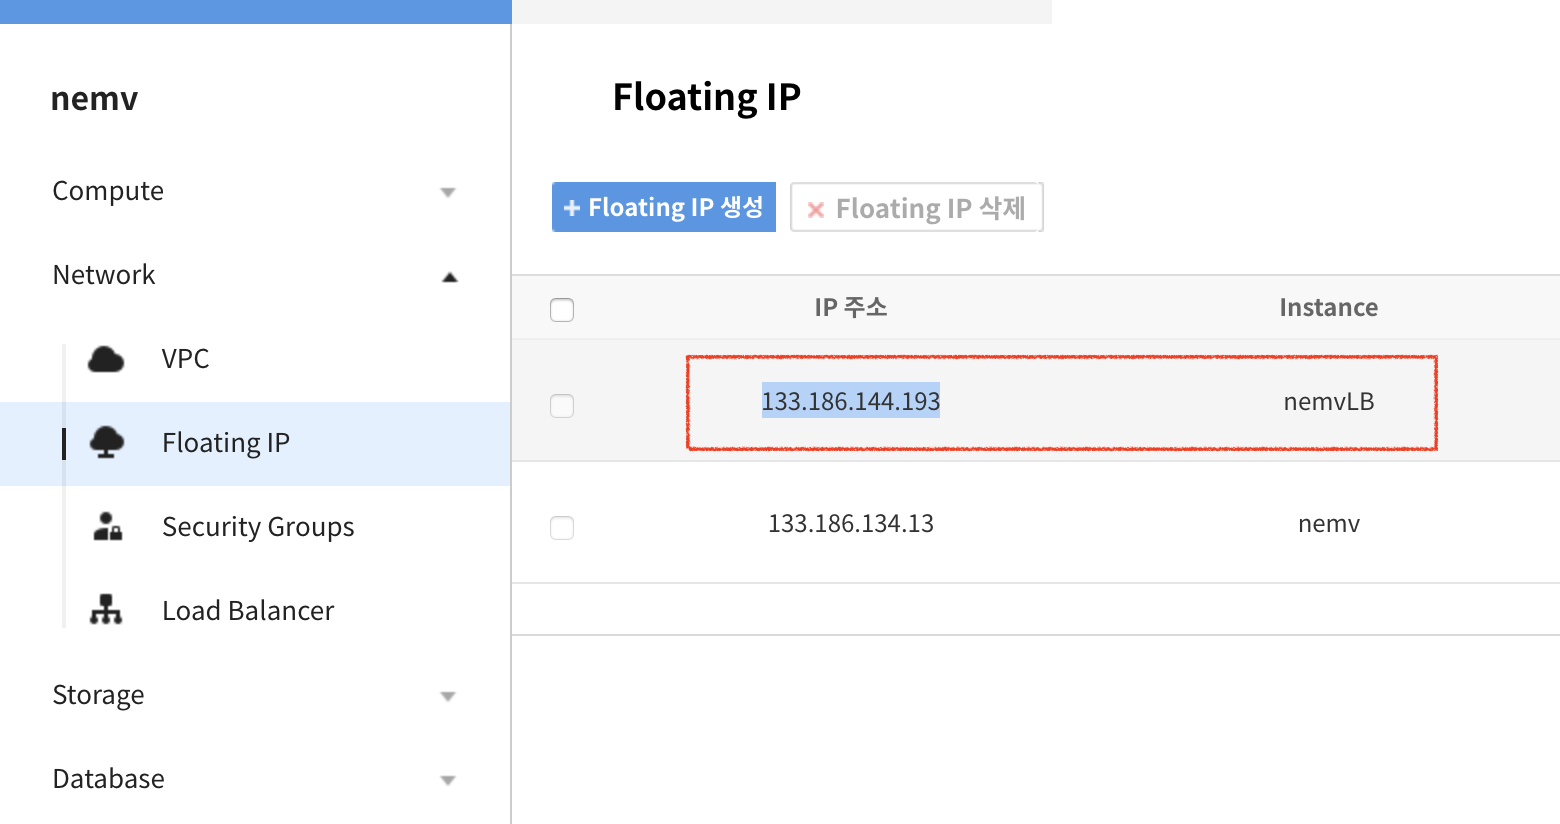 nemv
Compute
Network
VPC
Floating IP
Security Groups
Load Balancer
Storage
Database
Floating IP
+ Floating IP 생성
× Floating IP 삭제
IP 주소 Instance
133.186.144.193 nemvLB
133.186.134.13 nemv